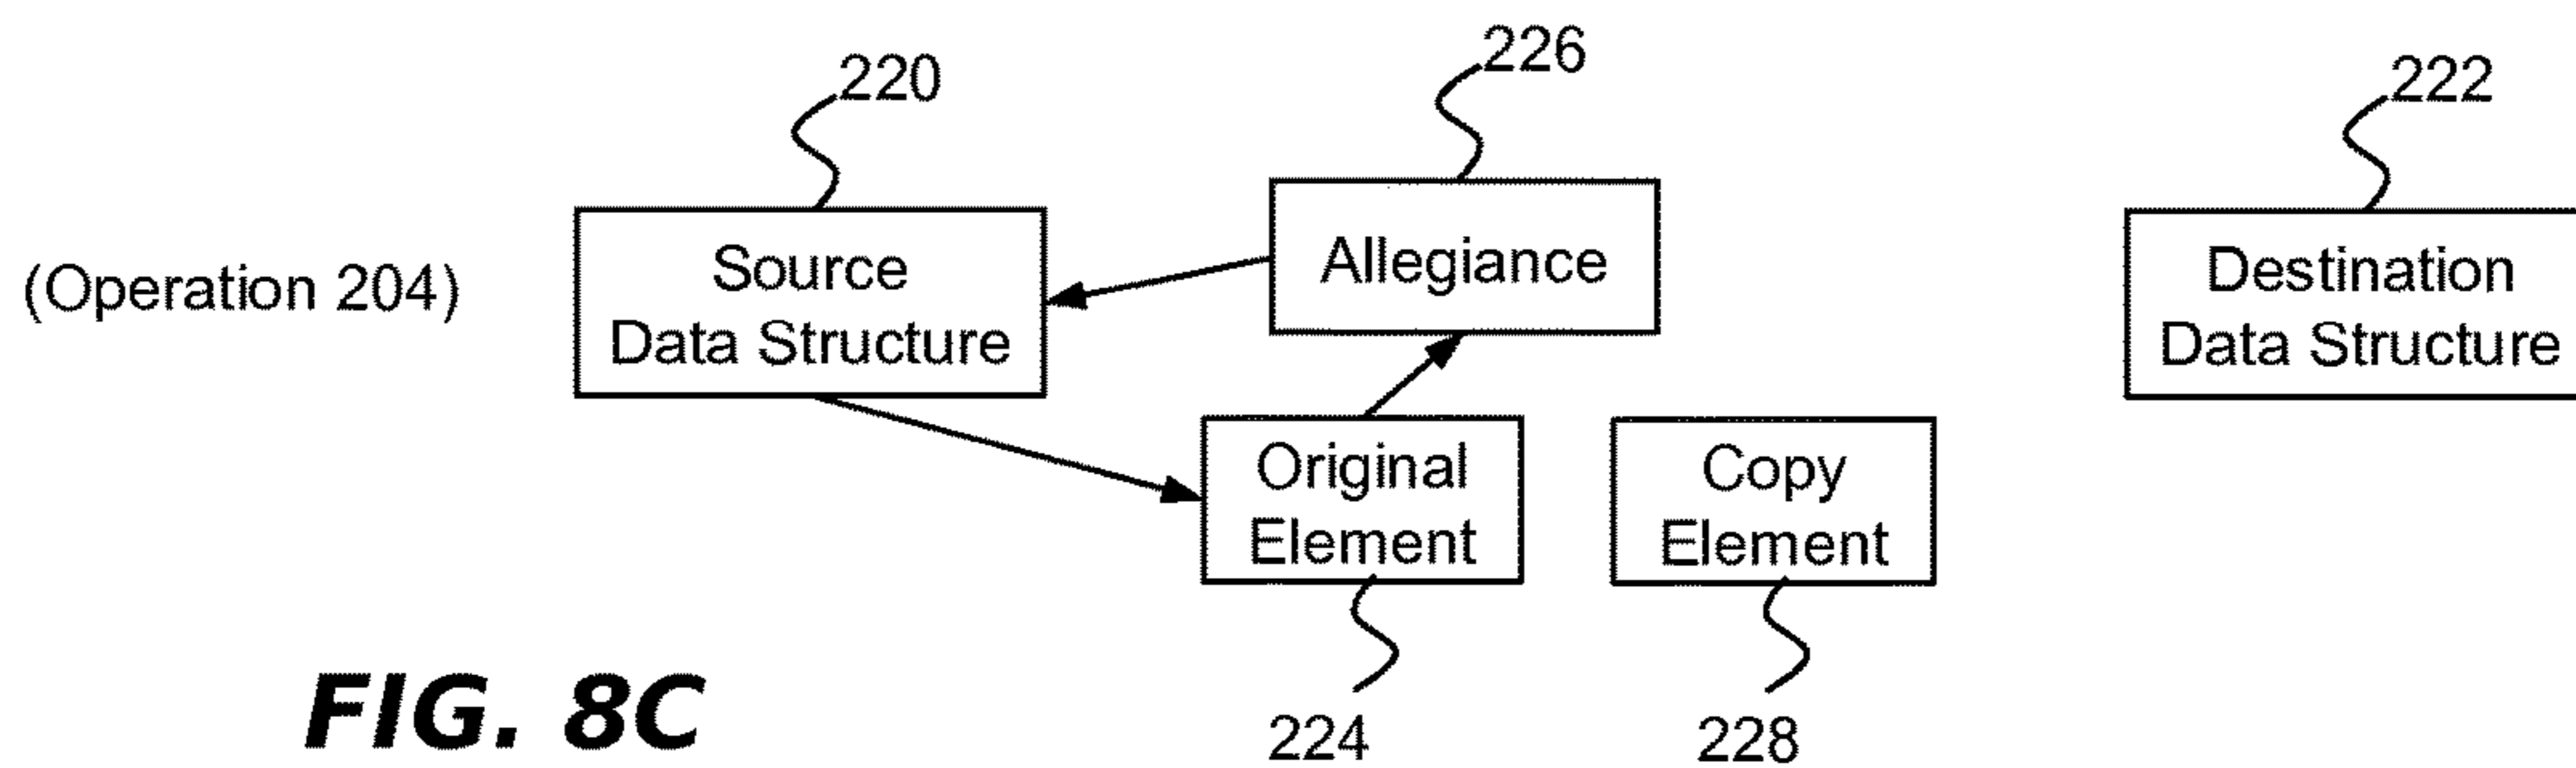 220
226
222
(Operation 204)
Source
Data Structure
Allegiance
Destination
Data Structure
Original
Element
Copy
Element
224
228
FIG. 8C